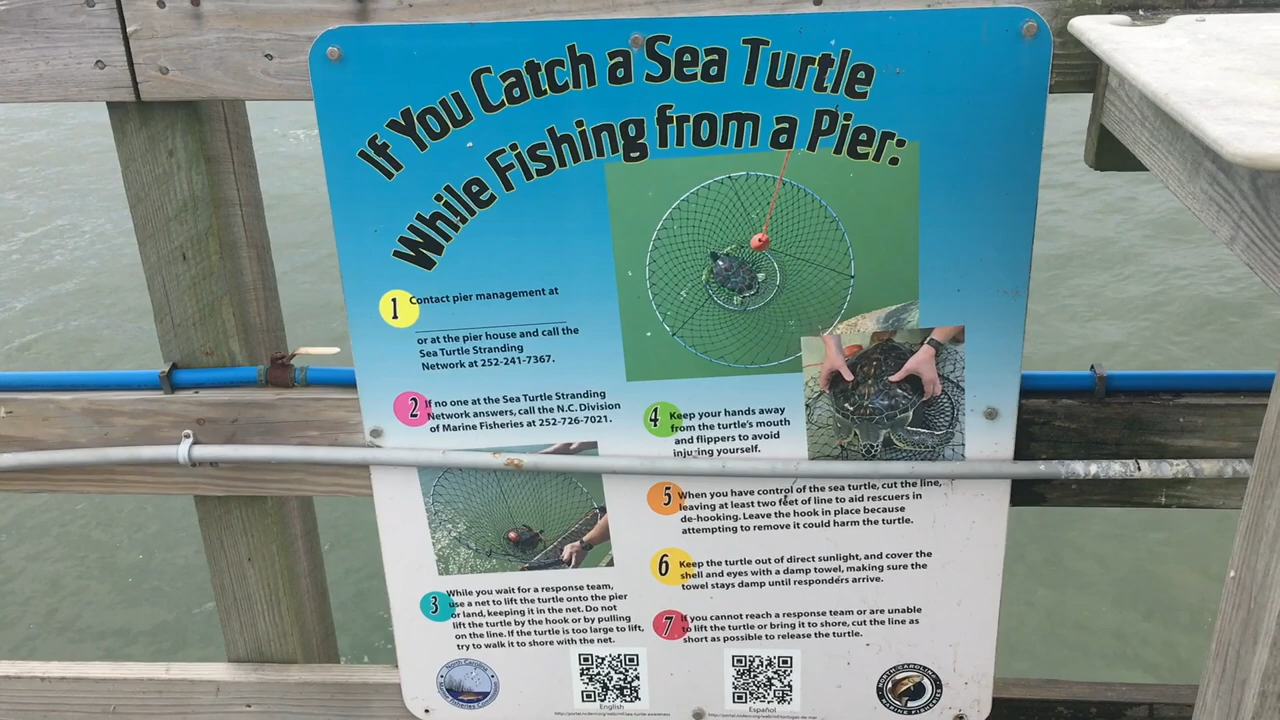 If You Catch a Sea Turtle
While Fishing from a Pier:
1
Contact pier management at
or at the pier house and call the
Sea Turtle Stranding
Network at 252-241-7367.
2
If no one at the Sea Turtle Stranding
Network answers, call the N.C. Division
of Marine Fisheries at 252-726-7021.
3
While you wait for a response team,
use a net to lift the turtle onto the pier
or land, keeping it in the net. Do not
lift the turtle by the hook or by pulling
on the line. If the turtle is too large to lift,
try to walk it to shore with the net.
4
Keep your hands away
from the turtle's mouth
and flippers to avoid
injuring yourself.
5
When you have control of the sea turtle, cut the line,
leaving at least two feet of line to aid rescuers in
de-hooking. Leave the hook in place because
attempting to remove it could harm the turtle.
6
Keep the turtle out of direct sunlight, and cover the
shell and eyes with a damp towel, making sure the
towel stays damp until responders arrive.
7
If you cannot reach a response team or are unable
to lift the turtle or bring it to shore, cut the line as
short as possible to release the turtle.
North Carolina
English
Español
NORTH CAROLINA
MARINE FISHERIES